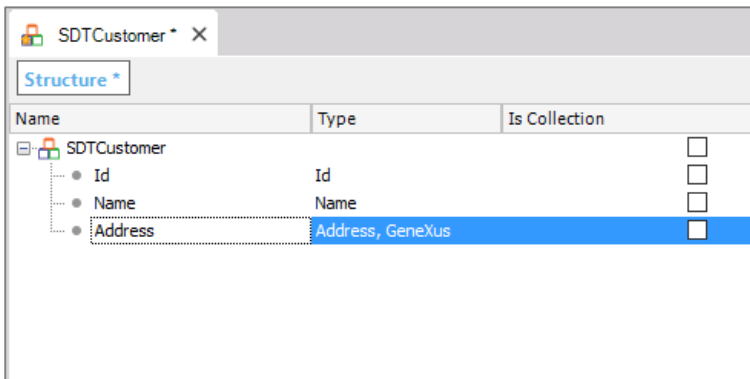 SDTCustomer *
Structure *
Name Type Is Collection
SDTCustomer
Id Id
Name Name
Address Address, GeneXus